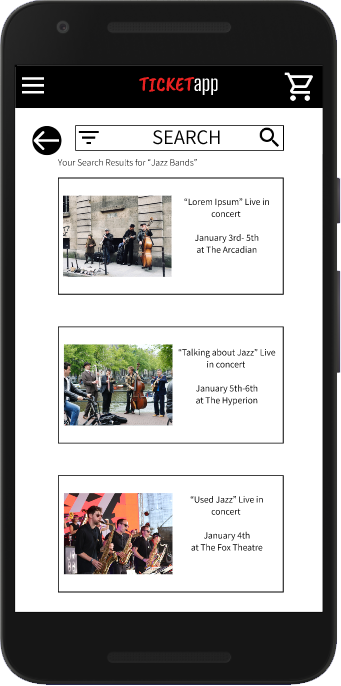 TICKETapp
SEARCH
Your Search Results for “Jazz Bands”
“Lorem Ipsum” Live in
concert
January 3rd- 5th
at The Arcadian
“Talking about Jazz” Live
in concert
January 5th-6th
at The Hyperion
“Used Jazz” Live in
concert
January 4th
at The Fox Theatre